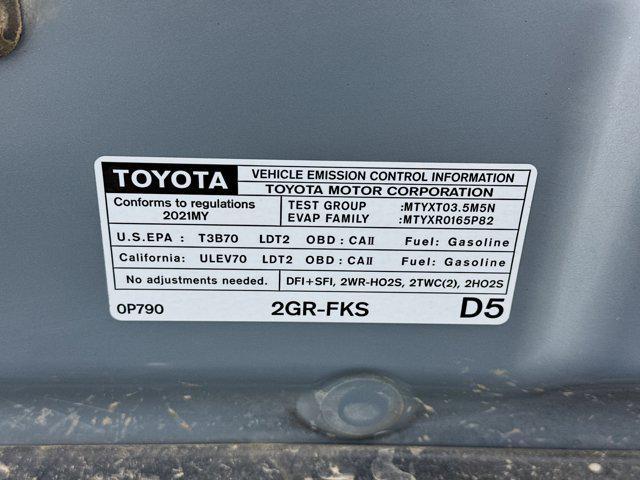 TOYOTA
VEHICLE EMISSION CONTROL INFORMATION
TOYOTA MOTOR CORPORATION
Conforms to regulations
2021MY
TEST GROUP :MTYXT03.5M5N
EVAP FAMILY :MTYXR0165P82
U.S.EPA : T3B70 LDT2 OBD : CAII Fuel: Gasoline
California: ULEV70 LDT2 OBD : CAII Fuel: Gasoline
No adjustments needed. DFI+SFI, 2WR-HO2S, 2TWC(2), 2HO2S
0P790 2GR-FKS D5